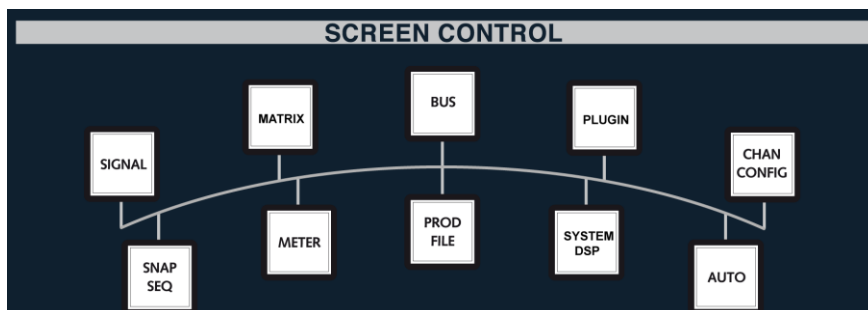 SCREEN CONTROL
BUS
MATRIX
PLUGIN
SIGNAL
CHAN
CONFIG
PROD
FILE
METER
SYSTEM
DSP
SNAP
SEQ
AUTO